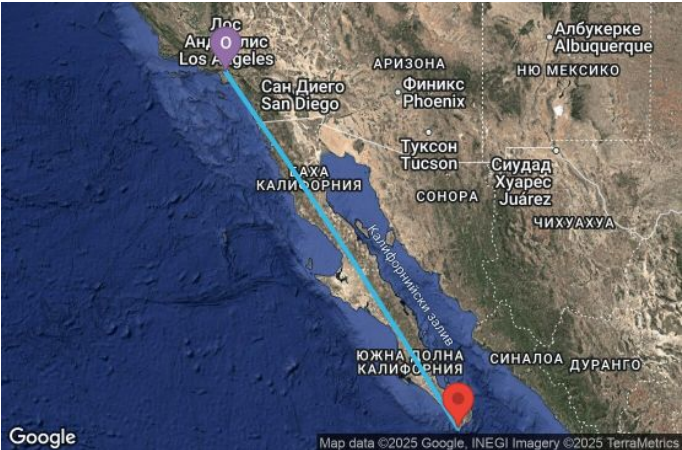 Лос
O
Анджелис
Los Angeles
Сан Диего
San Diego
АРИЗОНА
Финикс
Phoenix
Албукерке
Albuquerque
НЮ МЕКСИКО
Туксон
Tucson
Сиудад
Хуарес
Juárez
БАХА
КАЛИФОРНИЯ
СОНОРА
ЧИХУАХУА
Калифорнийски залив
ЮЖНА ДОЛНА
КАЛИФОРНИЯ
СИНАЛОА
ДУРАНГО
Google
Map data ©2025 Google, INEGI Imagery ©2025 TerraMetrics